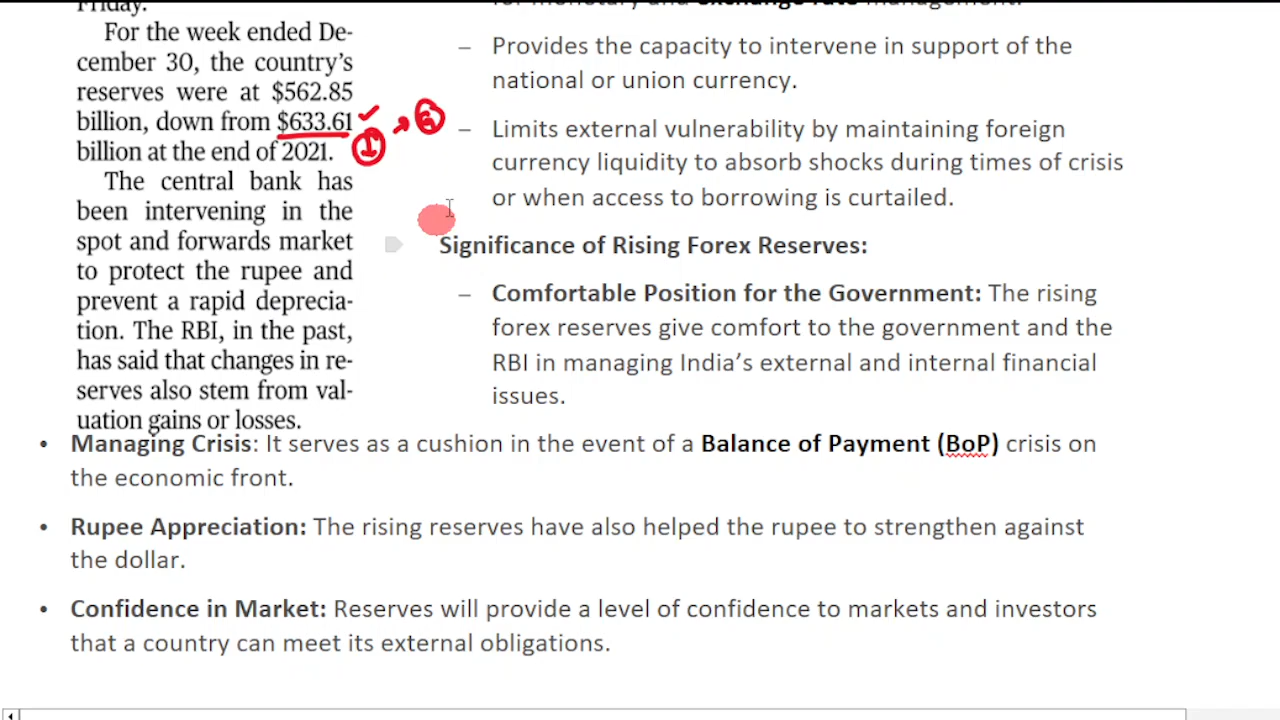 Friday.
For the week ended De-
cember 30, the country's
reserves were at $562.85
billion, down from $633.61
billion at the end of 2021.
The central bank has
been intervening in the
spot and forwards market
to protect the rupee and
prevent a rapid deprecia-
tion. The RBI, in the past,
has said that changes in re-
serves also stem from val-
uation gains or losses.
for monetary and exchange rate management.
– Provides the capacity to intervene in support of the
national or union currency.
– Limits external vulnerability by maintaining foreign
currency liquidity to absorb shocks during times of crisis
or when access to borrowing is curtailed.
Significance of Rising Forex Reserves:
– Comfortable Position for the Government: The rising
forex reserves give comfort to the government and the
RBI in managing India’s external and internal financial
issues.
• Managing Crisis: It serves as a cushion in the event of a Balance of Payment (BoP) crisis on
the economic front.
• Rupee Appreciation: The rising reserves have also helped the rupee to strengthen against
the dollar.
• Confidence in Market: Reserves will provide a level of confidence to markets and investors
that a country can meet its external obligations.